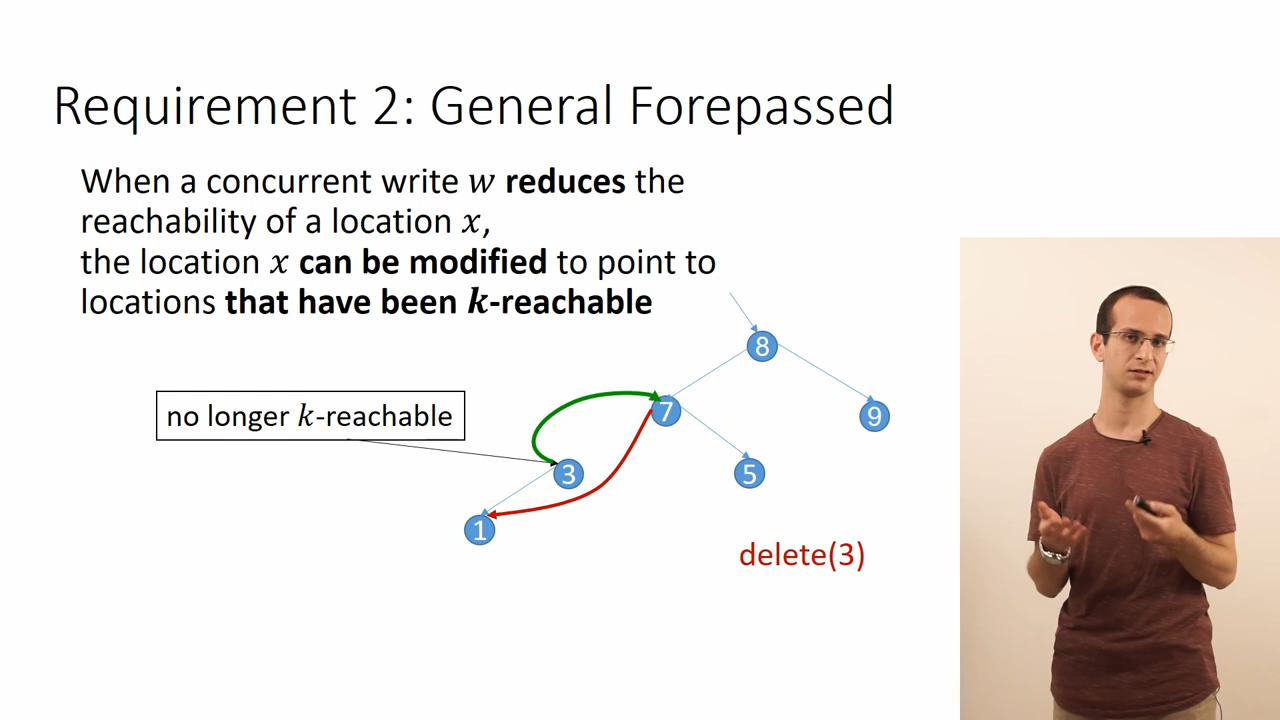 Requirement 2: General Forepassed
When a concurrent write w reduces the
reachability of a location x,
the location x can be modified to point to
locations that have been k-reachable
8
no longer k-reachable
7
9
3
5
1
delete(3)